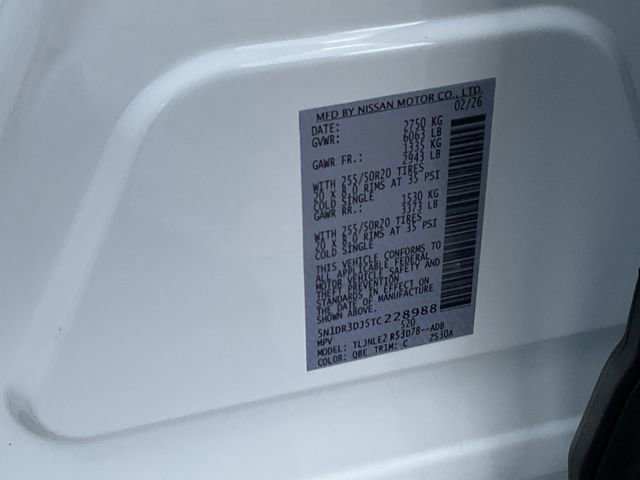 MFD BY NISSAN MOTOR CO., LTD.
DATE: 02/26
GVWR: 2750 KG
6063 LB
GAWR FR.: 1335 KG
2943 LB
WITH 255/50R20 TIRES
20 X 8.0 RIMS AT 35 PSI
COLD SINGLE
GAWR RR.: 1530 KG
3373 LB
WITH 255/50R20 TIRES
20 X 8.0 RIMS AT 35 PSI
COLD SINGLE
THIS VEHICLE CONFORMS TO
ALL APPLICABLE FEDERAL
MOTOR VEHICLE SAFETY AND
THEFT PREVENTION
STANDARDS IN EFFECT ON
THE DATE OF MANUFACTURE
SHOWN ABOVE.
5N1DR3DJ5TC228988
MPV 520
MODEL: TLJNLE2 R53D78--ADB
COLOR: QBE TRIM: C ZS3DA